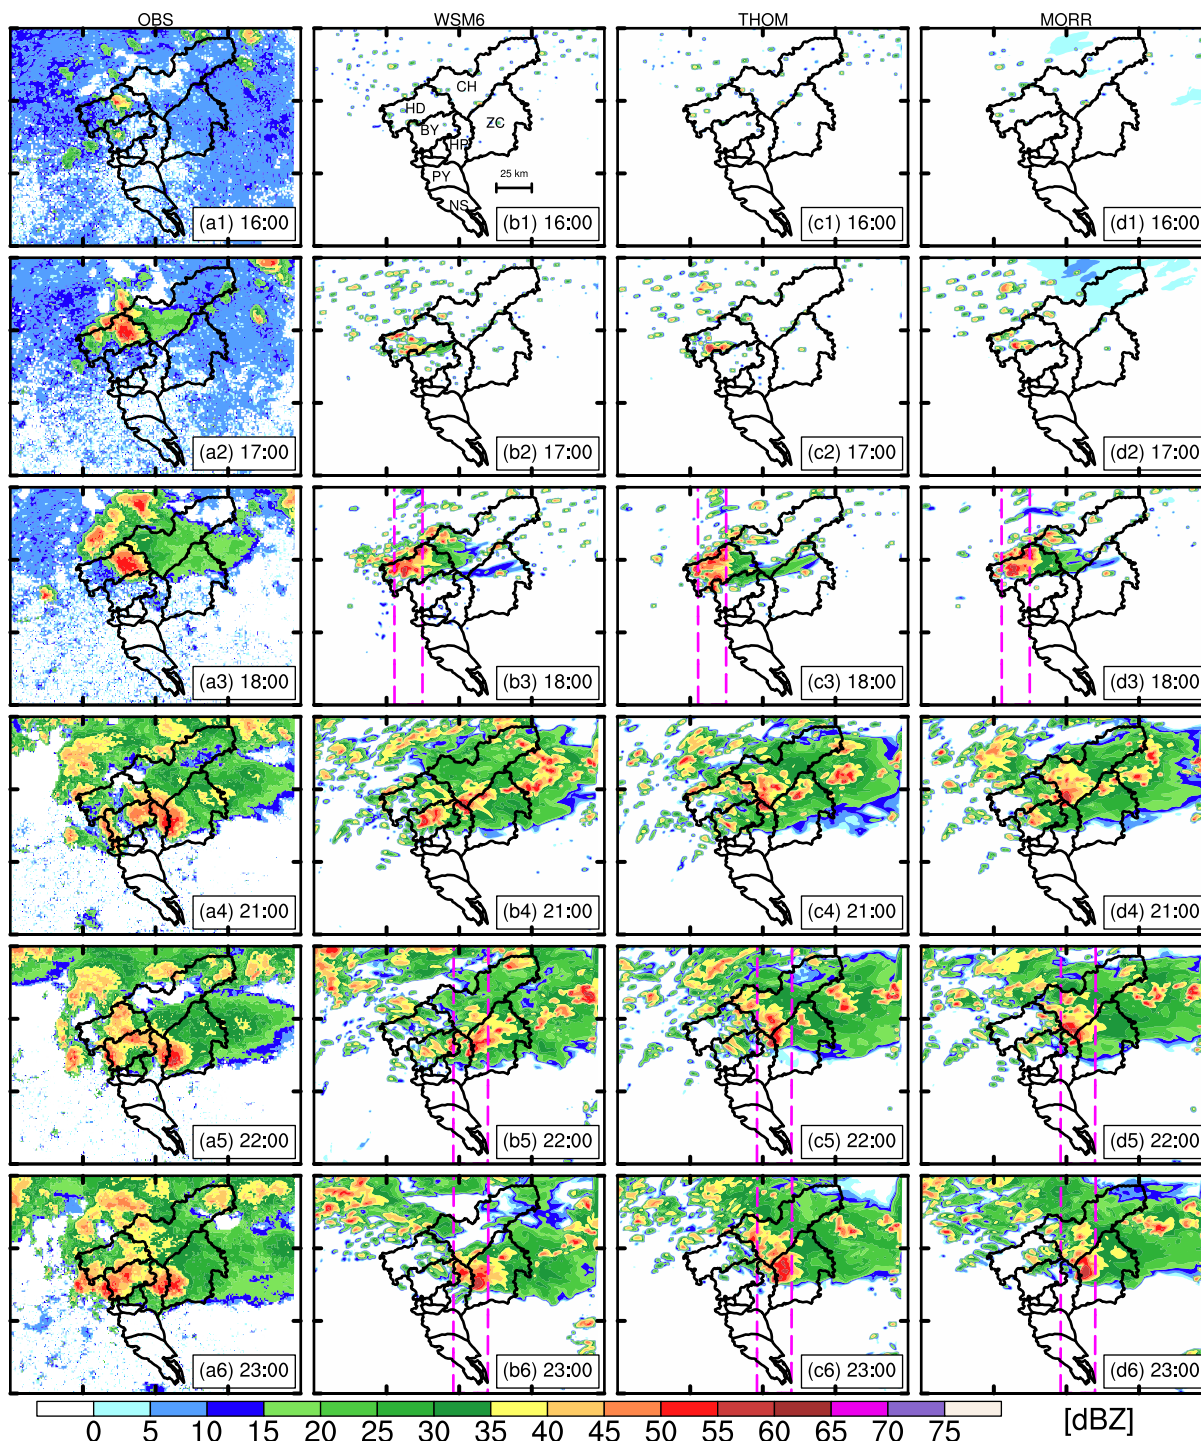 OBS WSM6 THOM MORR
CH
HD
ZC
BY
HP
PY
25 km
NS
(a1) 16:00 (b1) 16:00 (c1) 16:00 (d1) 16:00
(a2) 17:00 (b2) 17:00 (c2) 17:00 (d2) 17:00
(a3) 18:00 (b3) 18:00 (c3) 18:00 (d3) 18:00
(a4) 21:00 (b4) 21:00 (c4) 21:00 (d4) 21:00
(a5) 22:00 (b5) 22:00 (c5) 22:00 (d5) 22:00
(a6) 23:00 (b6) 23:00 (c6) 23:00 (d6) 23:00
0 5 10 15 20 25 30 35 40 45 50 55 60 65 70 75 [dBZ]